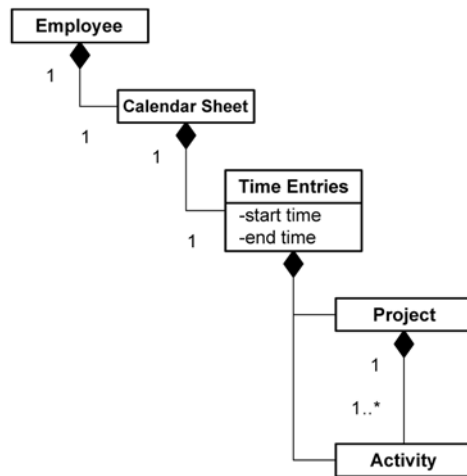 Employee
1
Calendar Sheet
1
1
Time Entries
-start time
1
-end time
Project
1
1..*
Activity